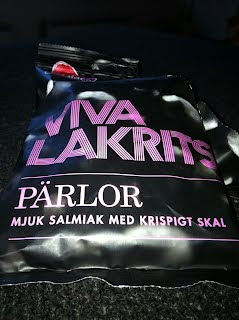 VIVA
LAKRITS
PÄRLOR
MJUK SALMIAK MED KRISPIGT SKAL